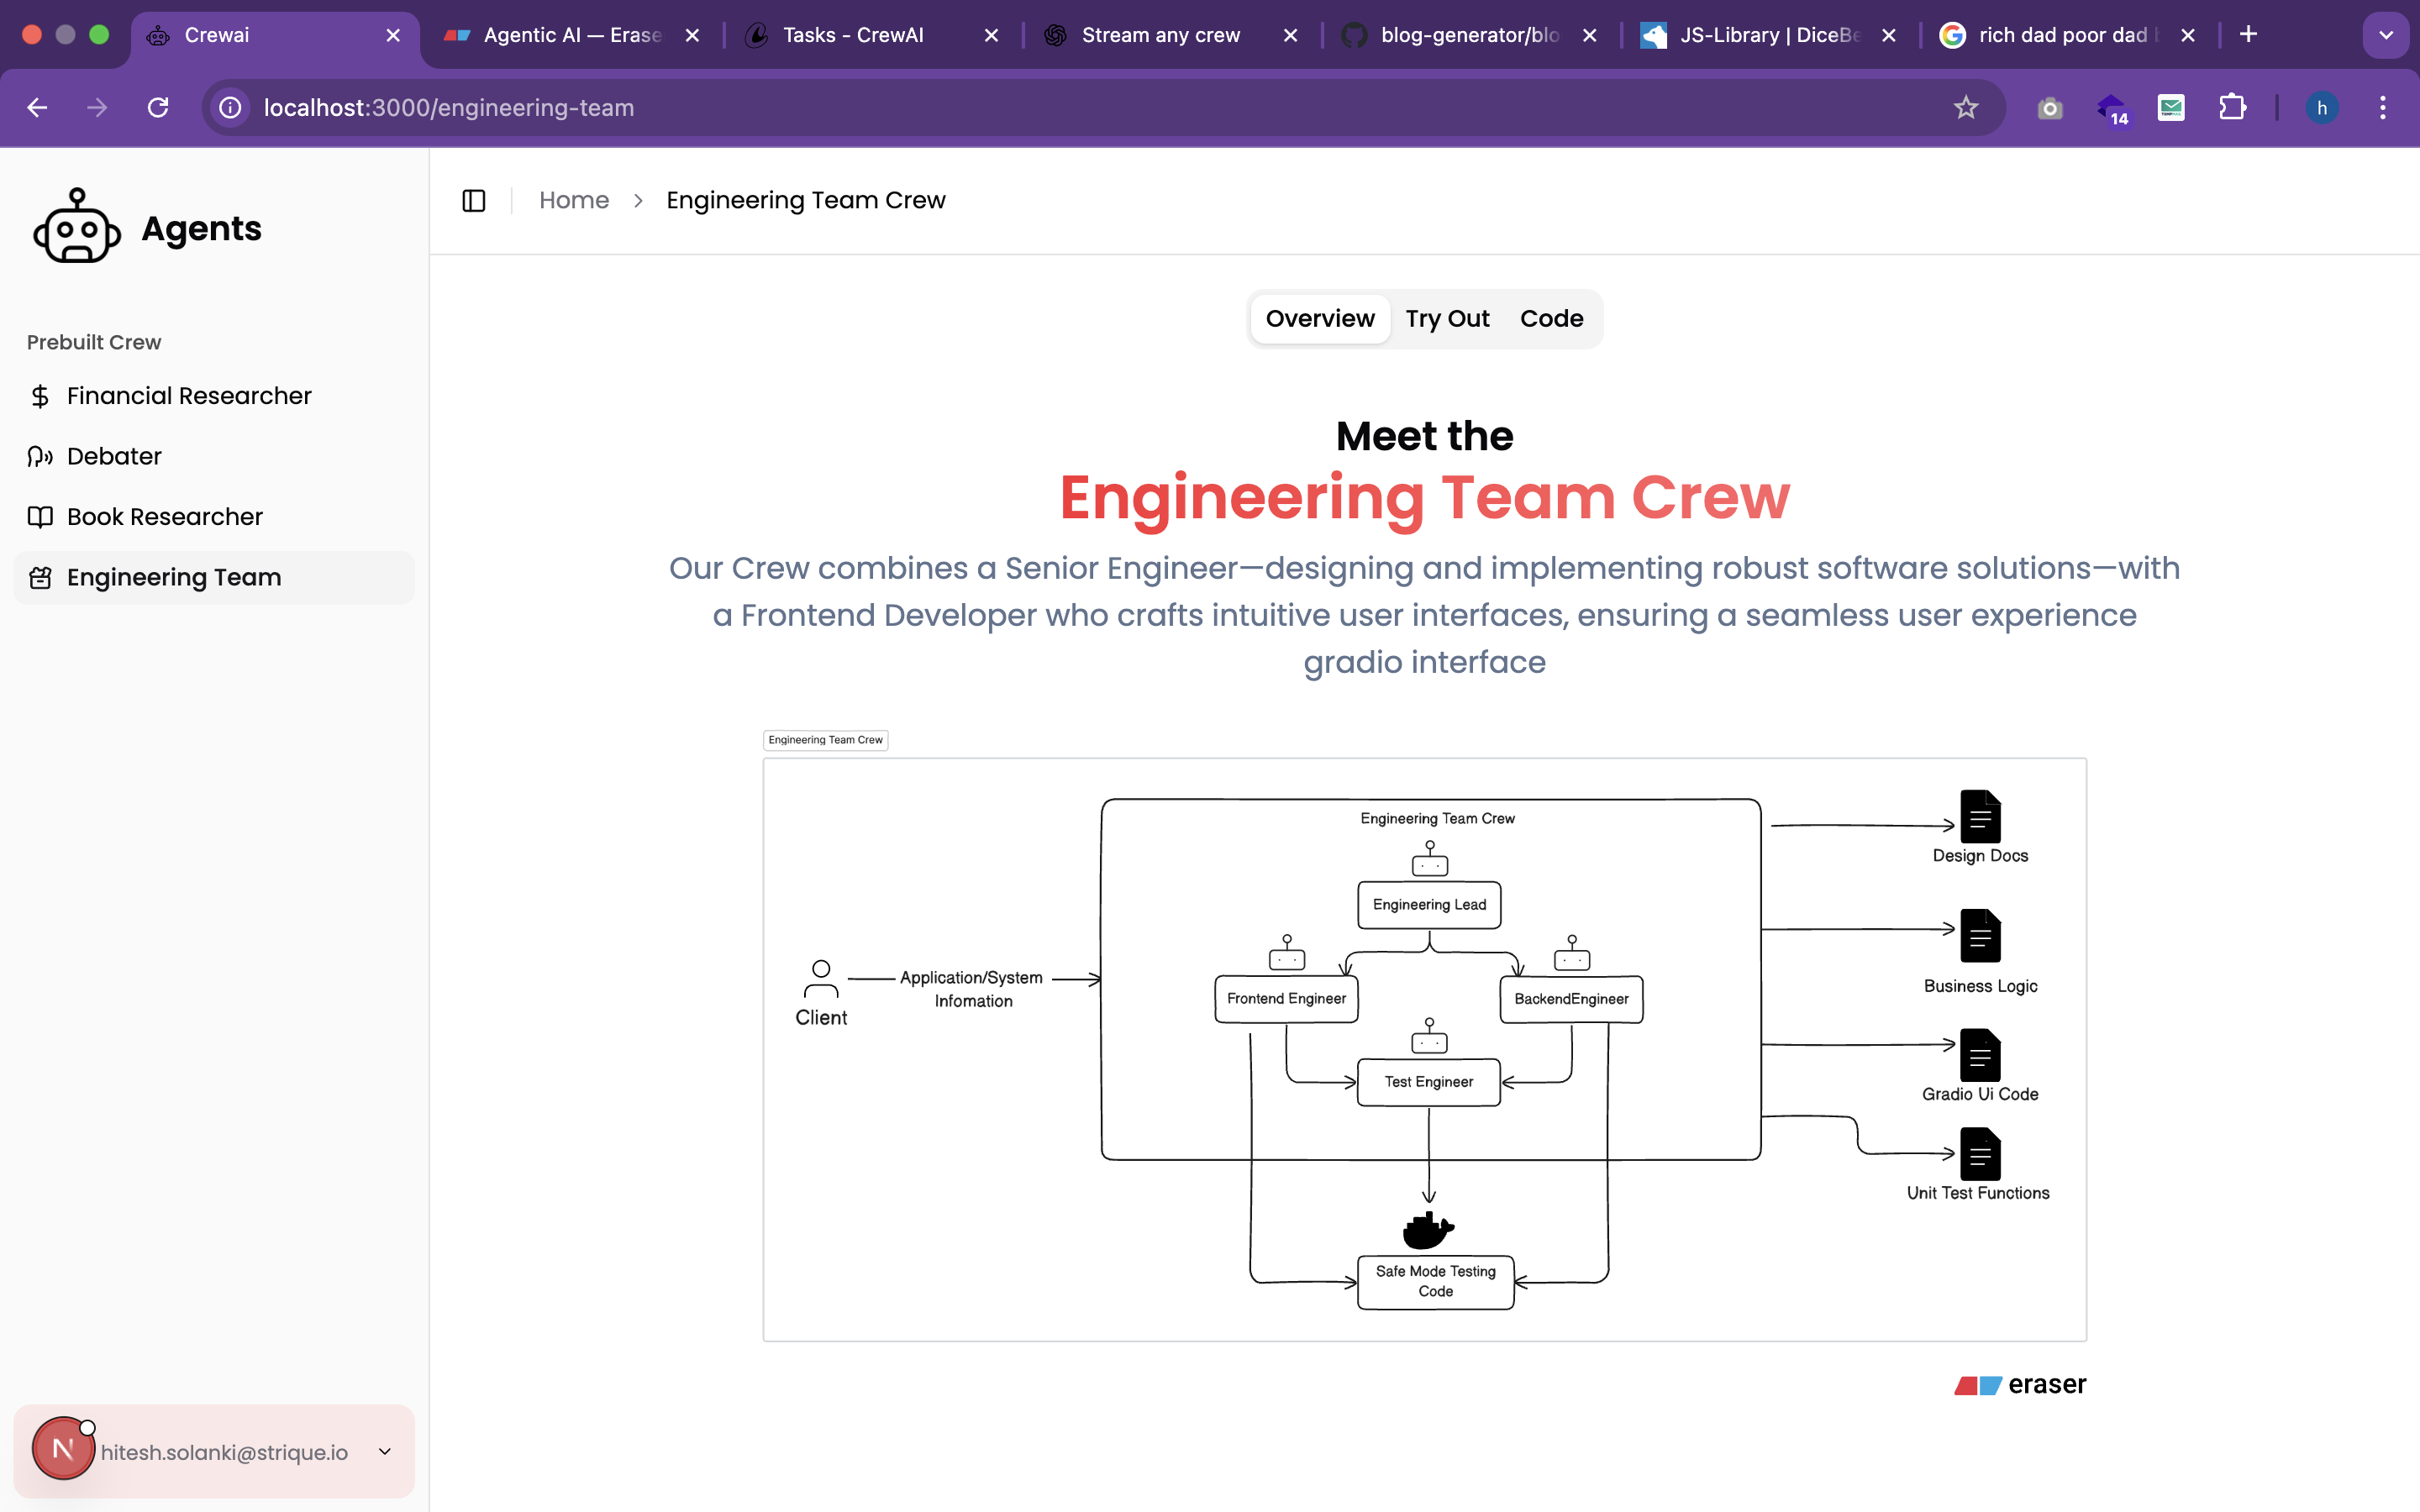 Crewai
Agentic AI — Erase
Tasks - CrewAI
Stream any crew
blog-generator/blo
JS-Library | DiceBe
rich dad poor dad
localhost:3000/engineering-team
14
h
Agents
Prebuilt Crew
Financial Researcher
Debater
Book Researcher
Engineering Team
hitesh.solanki@strique.io
N
Home
Engineering Team Crew
Overview
Try Out
Code
Meet the
Engineering Team Crew
Our Crew combines a Senior Engineer—designing and implementing robust software solutions—with
a Frontend Developer who crafts intuitive user interfaces, ensuring a seamless user experience
gradio interface
Engineering Team Crew
Engineering Team Crew
Engineering Lead
Frontend Engineer
BackendEngineer
Test Engineer
Safe Mode Testing
Code
Client
Application/System
Infomation
Design Docs
Business Logic
Gradio Ui Code
Unit Test Functions
eraser